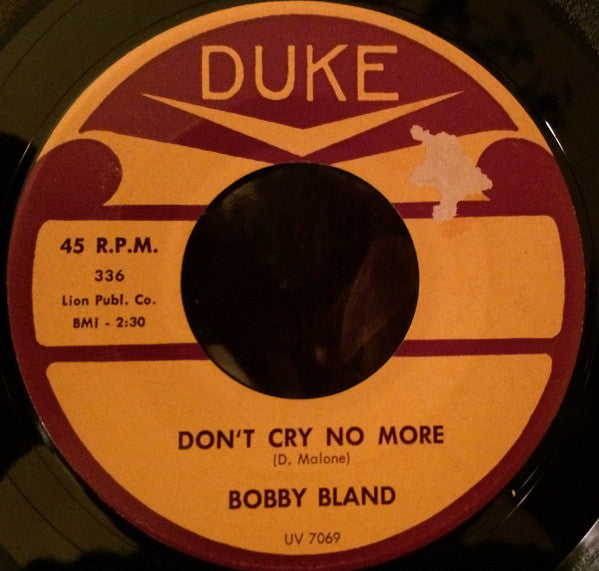 DUKE
45 R.P.M.
336
Lion Publ. Co.
BMI - 2:30
DON'T CRY NO MORE
(D. Malone)
BOBBY BLAND
UV 7069